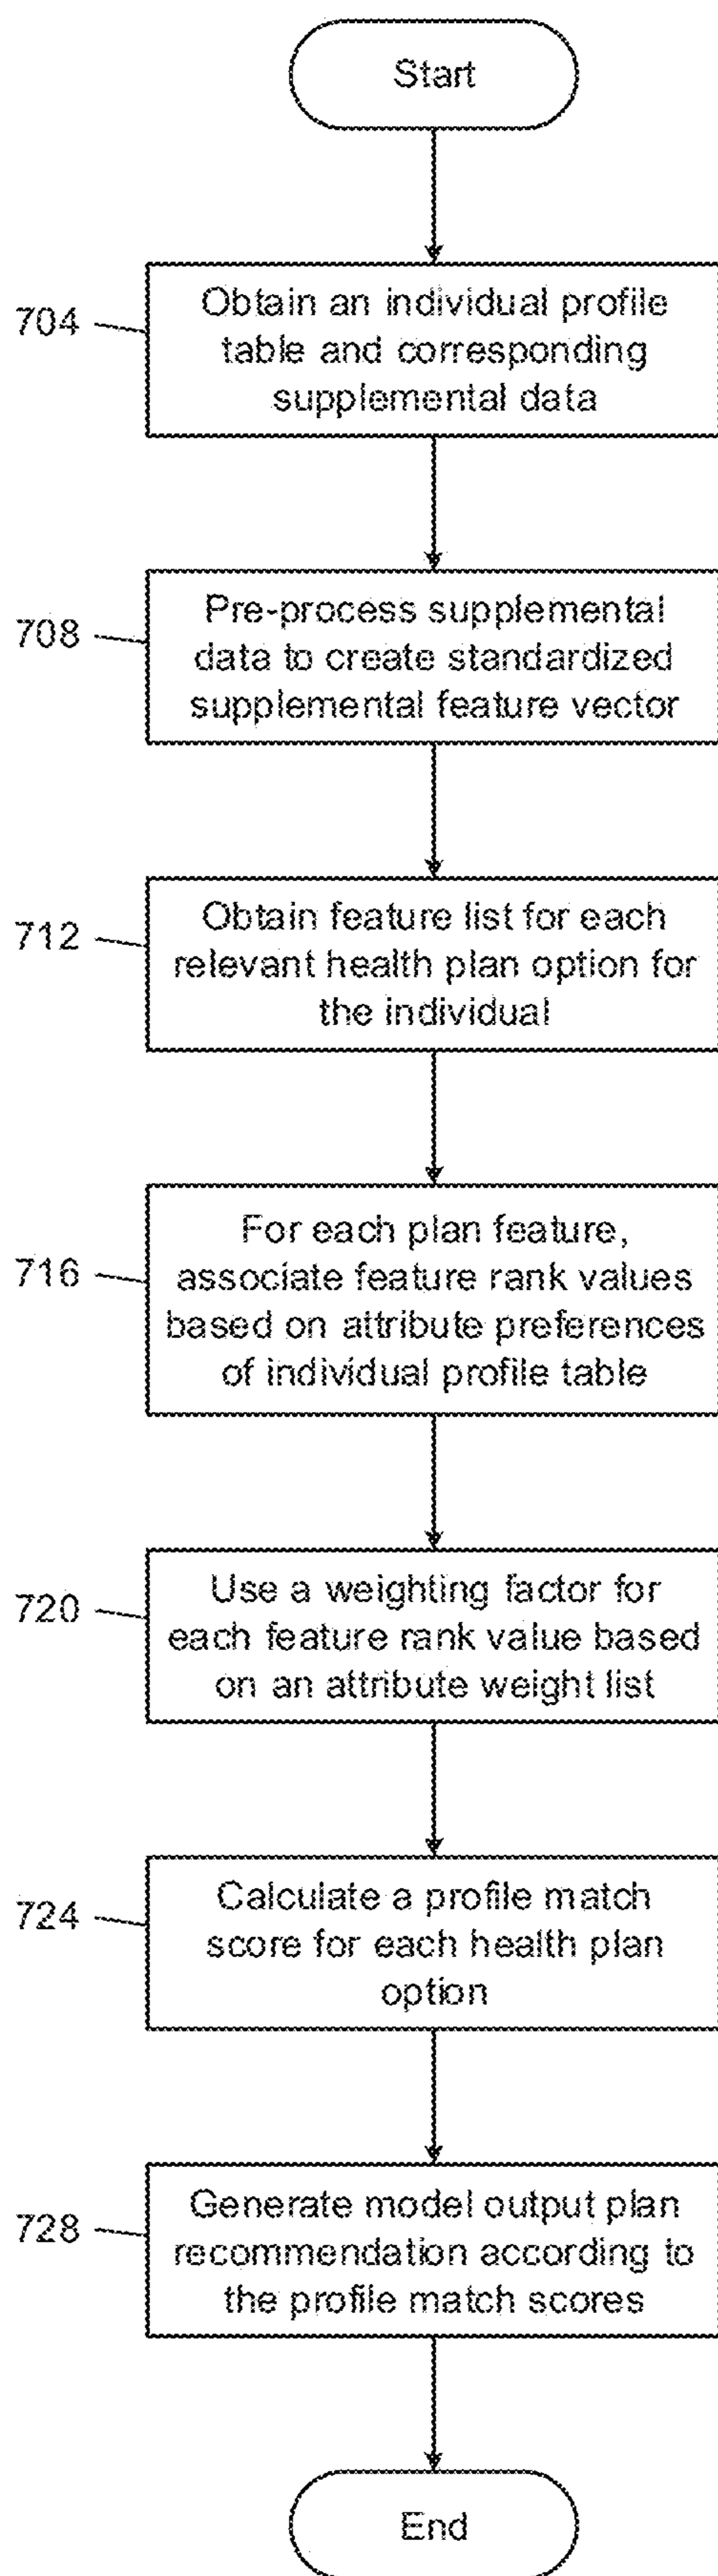 Start
704
Obtain an individual profile
table and corresponding
supplemental data
708
Pre-process supplemental
data to create standardized
supplemental feature vector
712
Obtain feature list for each
relevant health plan option for
the individual
716
For each plan feature,
associate feature rank values
based on attribute preferences
of individual profile table
720
Use a weighting factor for
each feature rank value based
on an attribute weight list
724
Calculate a profile match
score for each health plan
option
728
Generate model output plan
recommendation according to
the profile match scores
End